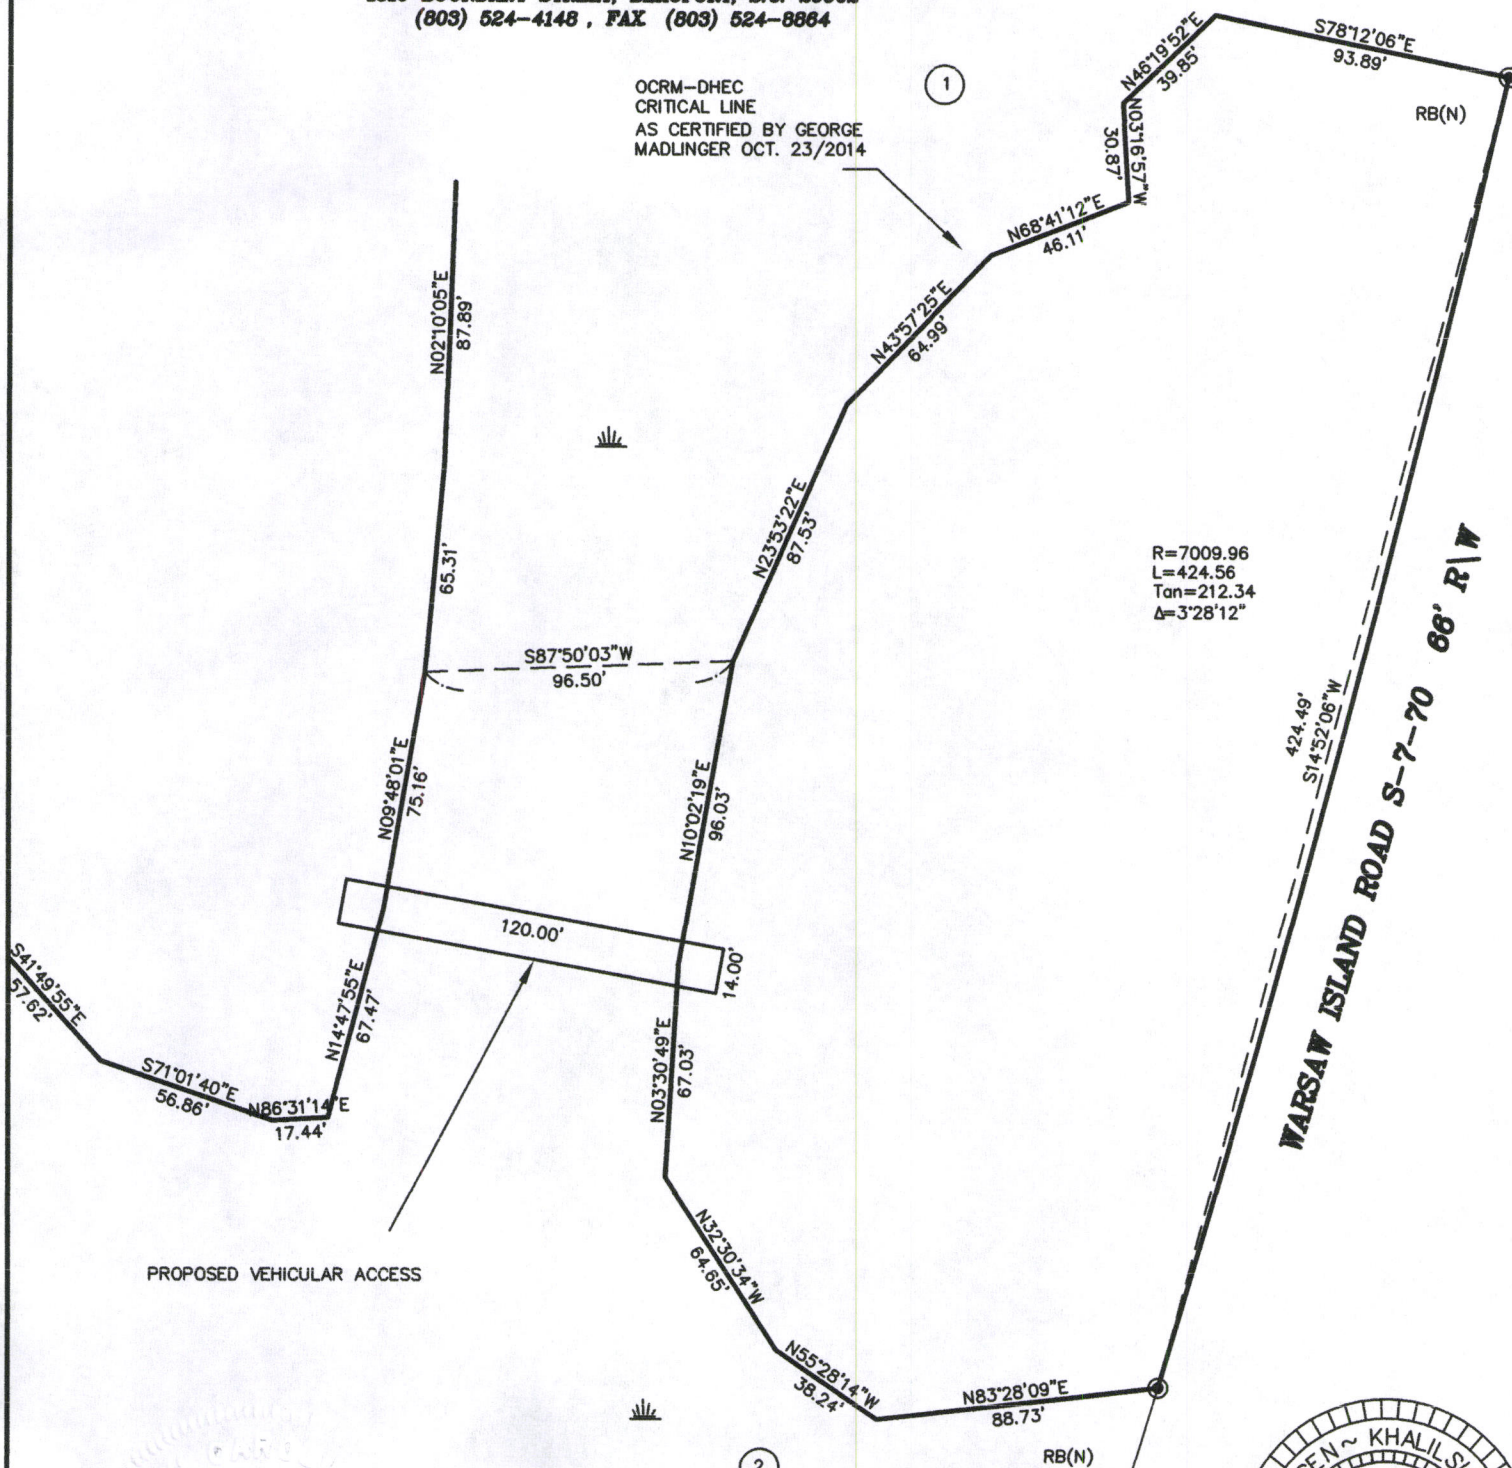 (803) 524-4148 , FAX (803) 524-8864
OCRM-DHEC
CRITICAL LINE
AS CERTIFIED BY GEORGE
MADLINGER OCT. 23/2014
1
N46°19'52"E
39.85'
S78°12'06"E
93.89'
RB(N)
N03°16'57"W
30.87'
N68°41'12"E
46.11'
N43°57'25"E
64.99'
N02°10'05"E
87.89'
N23°53'22"E
87.53'
65.31'
R=7009.96
L=424.56
Tan=212.34
Δ=3°28'12"
S87°50'03"W
96.50'
424.49'
S14°52'06"W
WARSAW ISLAND ROAD S-7-70 66' R\W
N09°48'01"E
75.16'
N10°02'19"E
96.03'
120.00'
14.00'
S41°49'55"E
57.62'
N14°47'55"E
67.47'
N03°30'49"E
67.03'
S71°01'40"E
56.86'
N86°31'14"E
17.44'
PROPOSED VEHICULAR ACCESS
N32°30'34"W
64.65'
N55°28'14"W
38.24'
N83°28'09"E
88.73'
RB(N)
2
KHALIL